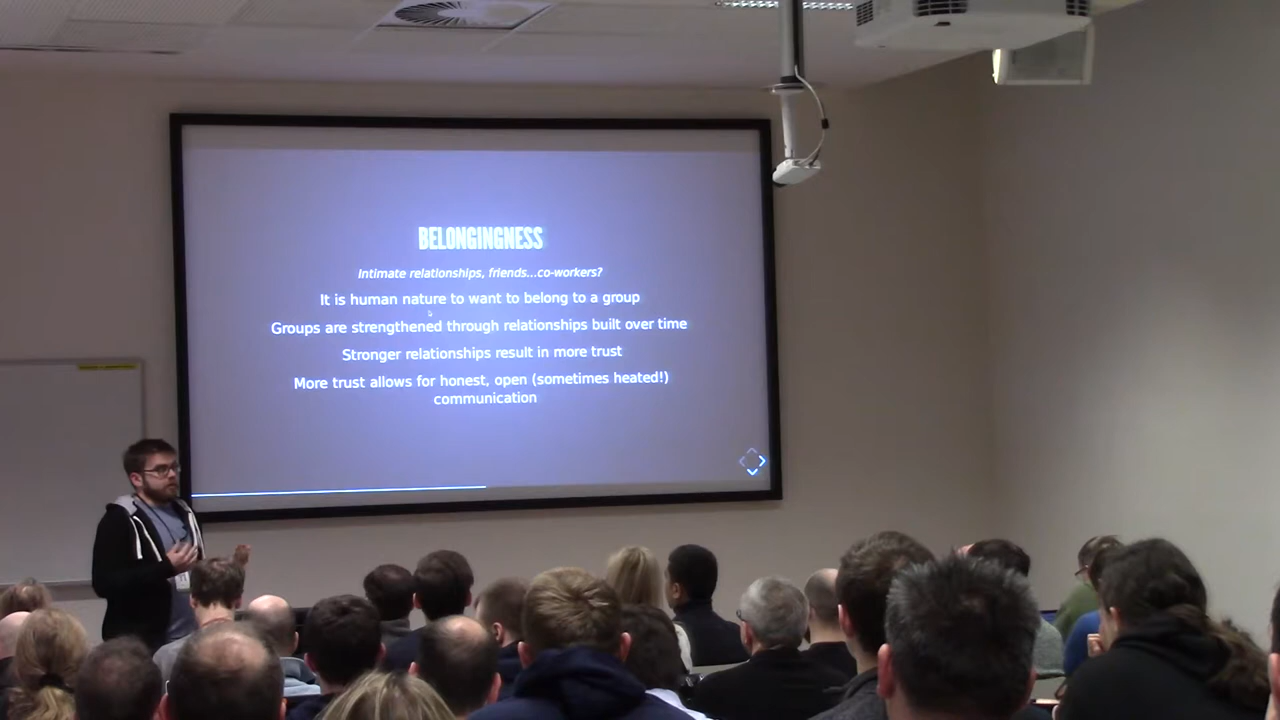 BELONGINGNESS
Intimate relationships, friends...co-workers?
It is human nature to want to belong to a group
Groups are strengthened through relationships built over time
Stronger relationships result in more trust
More trust allows for honest, open (sometimes heated!)
communication